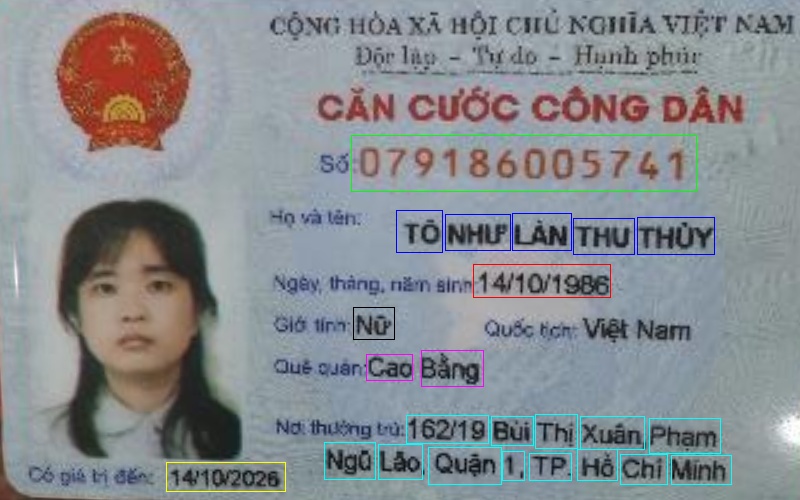 CỘNG HÒA XÃ HỘI CHỦ NGHĨA VIỆT NAM
Độc lập - Tự do - Hạnh phúc
CĂN CƯỚC CÔNG DÂN
Số: 079186005741
Họ và tên: TÔ NHƯ LAN THU THỦY
Ngày, tháng, năm sinh: 14/10/1986
Giới tính: Nữ Quốc tịch: Việt Nam
Quê quán: Cao Bằng
Nơi thường trú: 162/19 Bùi Thị Xuân, Phạm
Ngũ Lão, Quận 1, TP. Hồ Chí Minh
Có giá trị đến: 14/10/2026